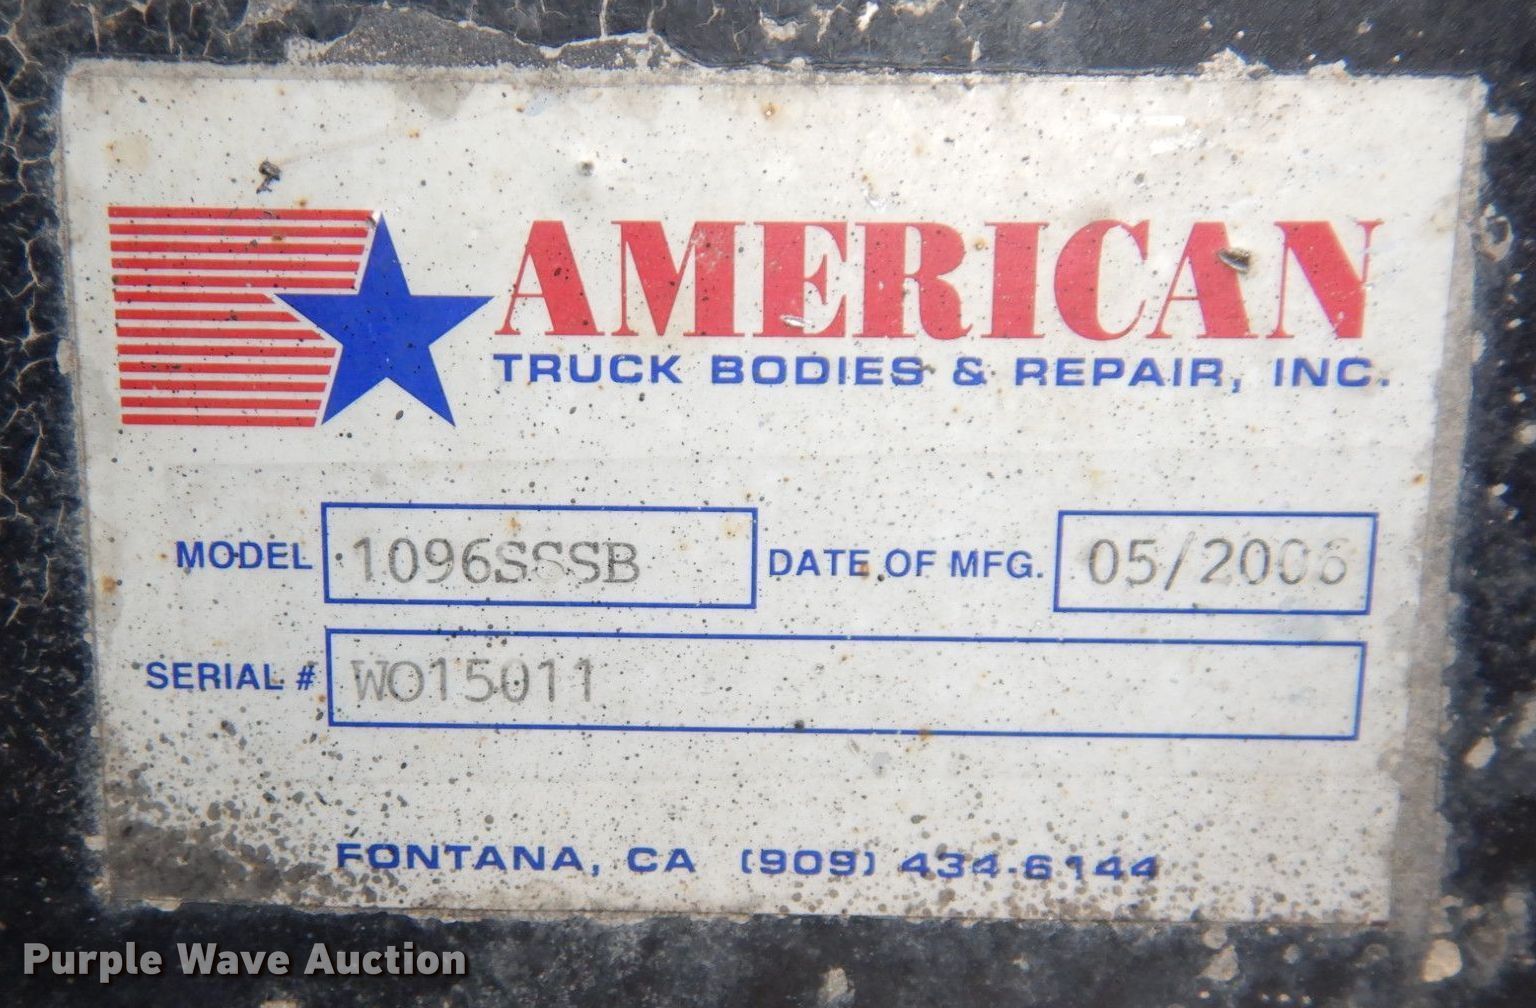 AMERICAN
TRUCK BODIES & REPAIR, INC.
MODEL 1096SSSB DATE OF MFG. 05/2006
SERIAL # WO15011
FONTANA, CA (909) 434-6144
Purple Wave Auction